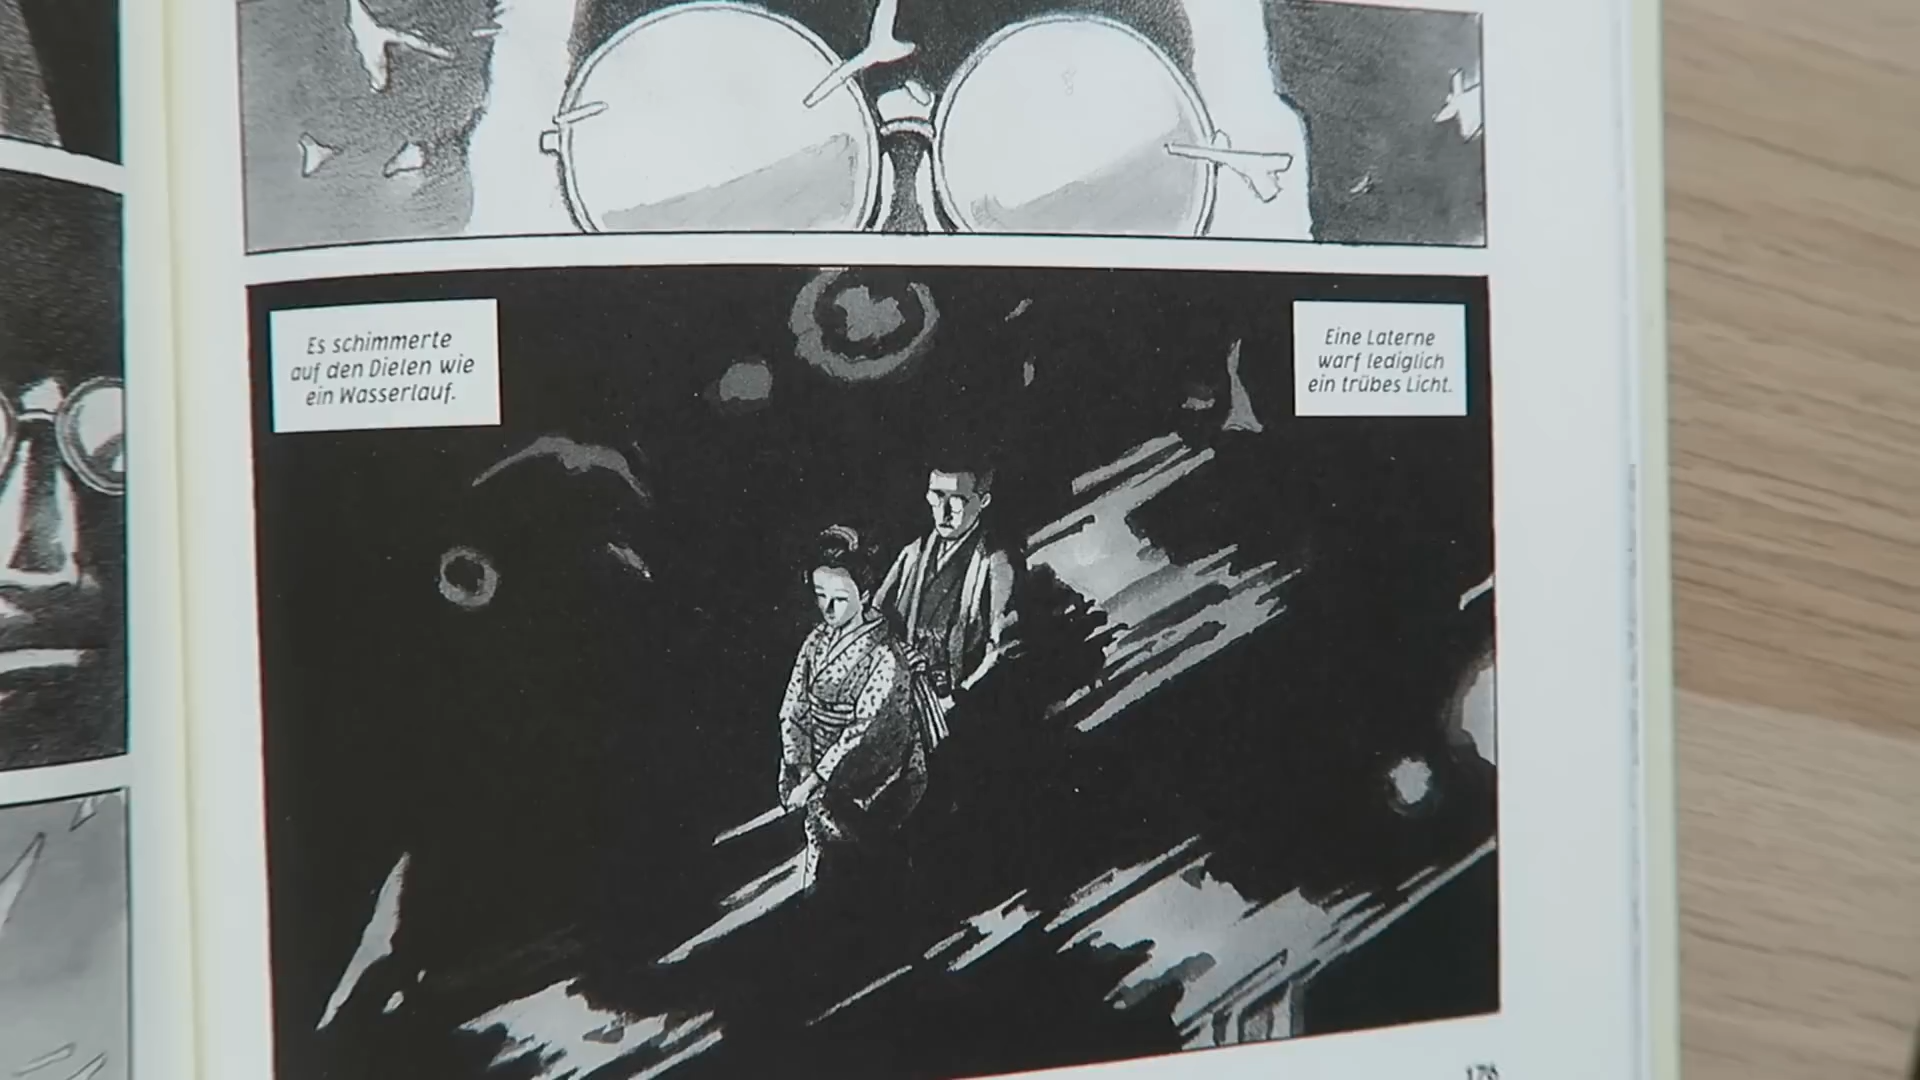 Eine Laterne
warf lediglich
ein trübes Licht.
Es schimmerte
auf den Dielen wie
ein Wasserlauf.